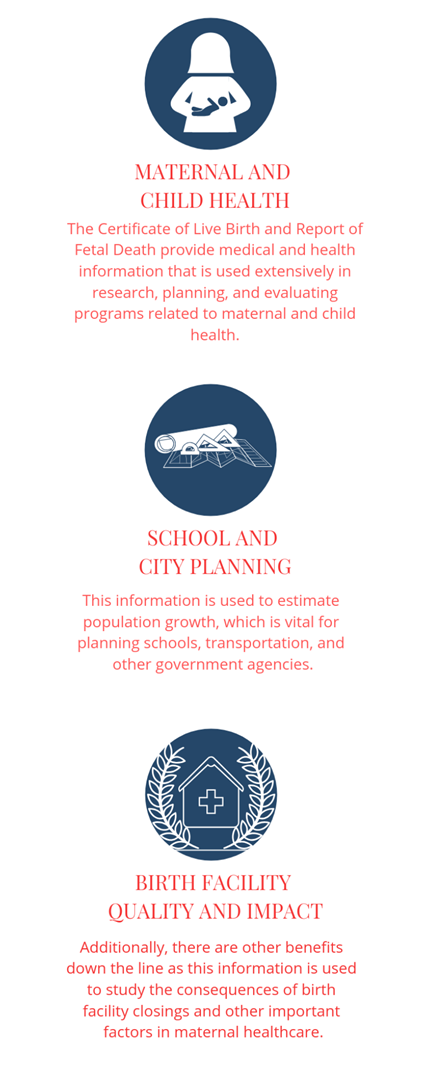 MATERNAL AND
CHILD HEALTH
The Certificate of Live Birth and Report of
Fetal Death provide medical and health
information that is used extensively in
research, planning, and evaluating
programs related to maternal and child
health.
SCHOOL AND
CITY PLANNING
This information is used to estimate
population growth, which is vital for
planning schools, transportation, and
other government agencies.
BIRTH FACILITY
QUALITY AND IMPACT
Additionally, there are other benefits
down the line as this information is used
to study the consequences of birth
facility closings and other important
factors in maternal healthcare.